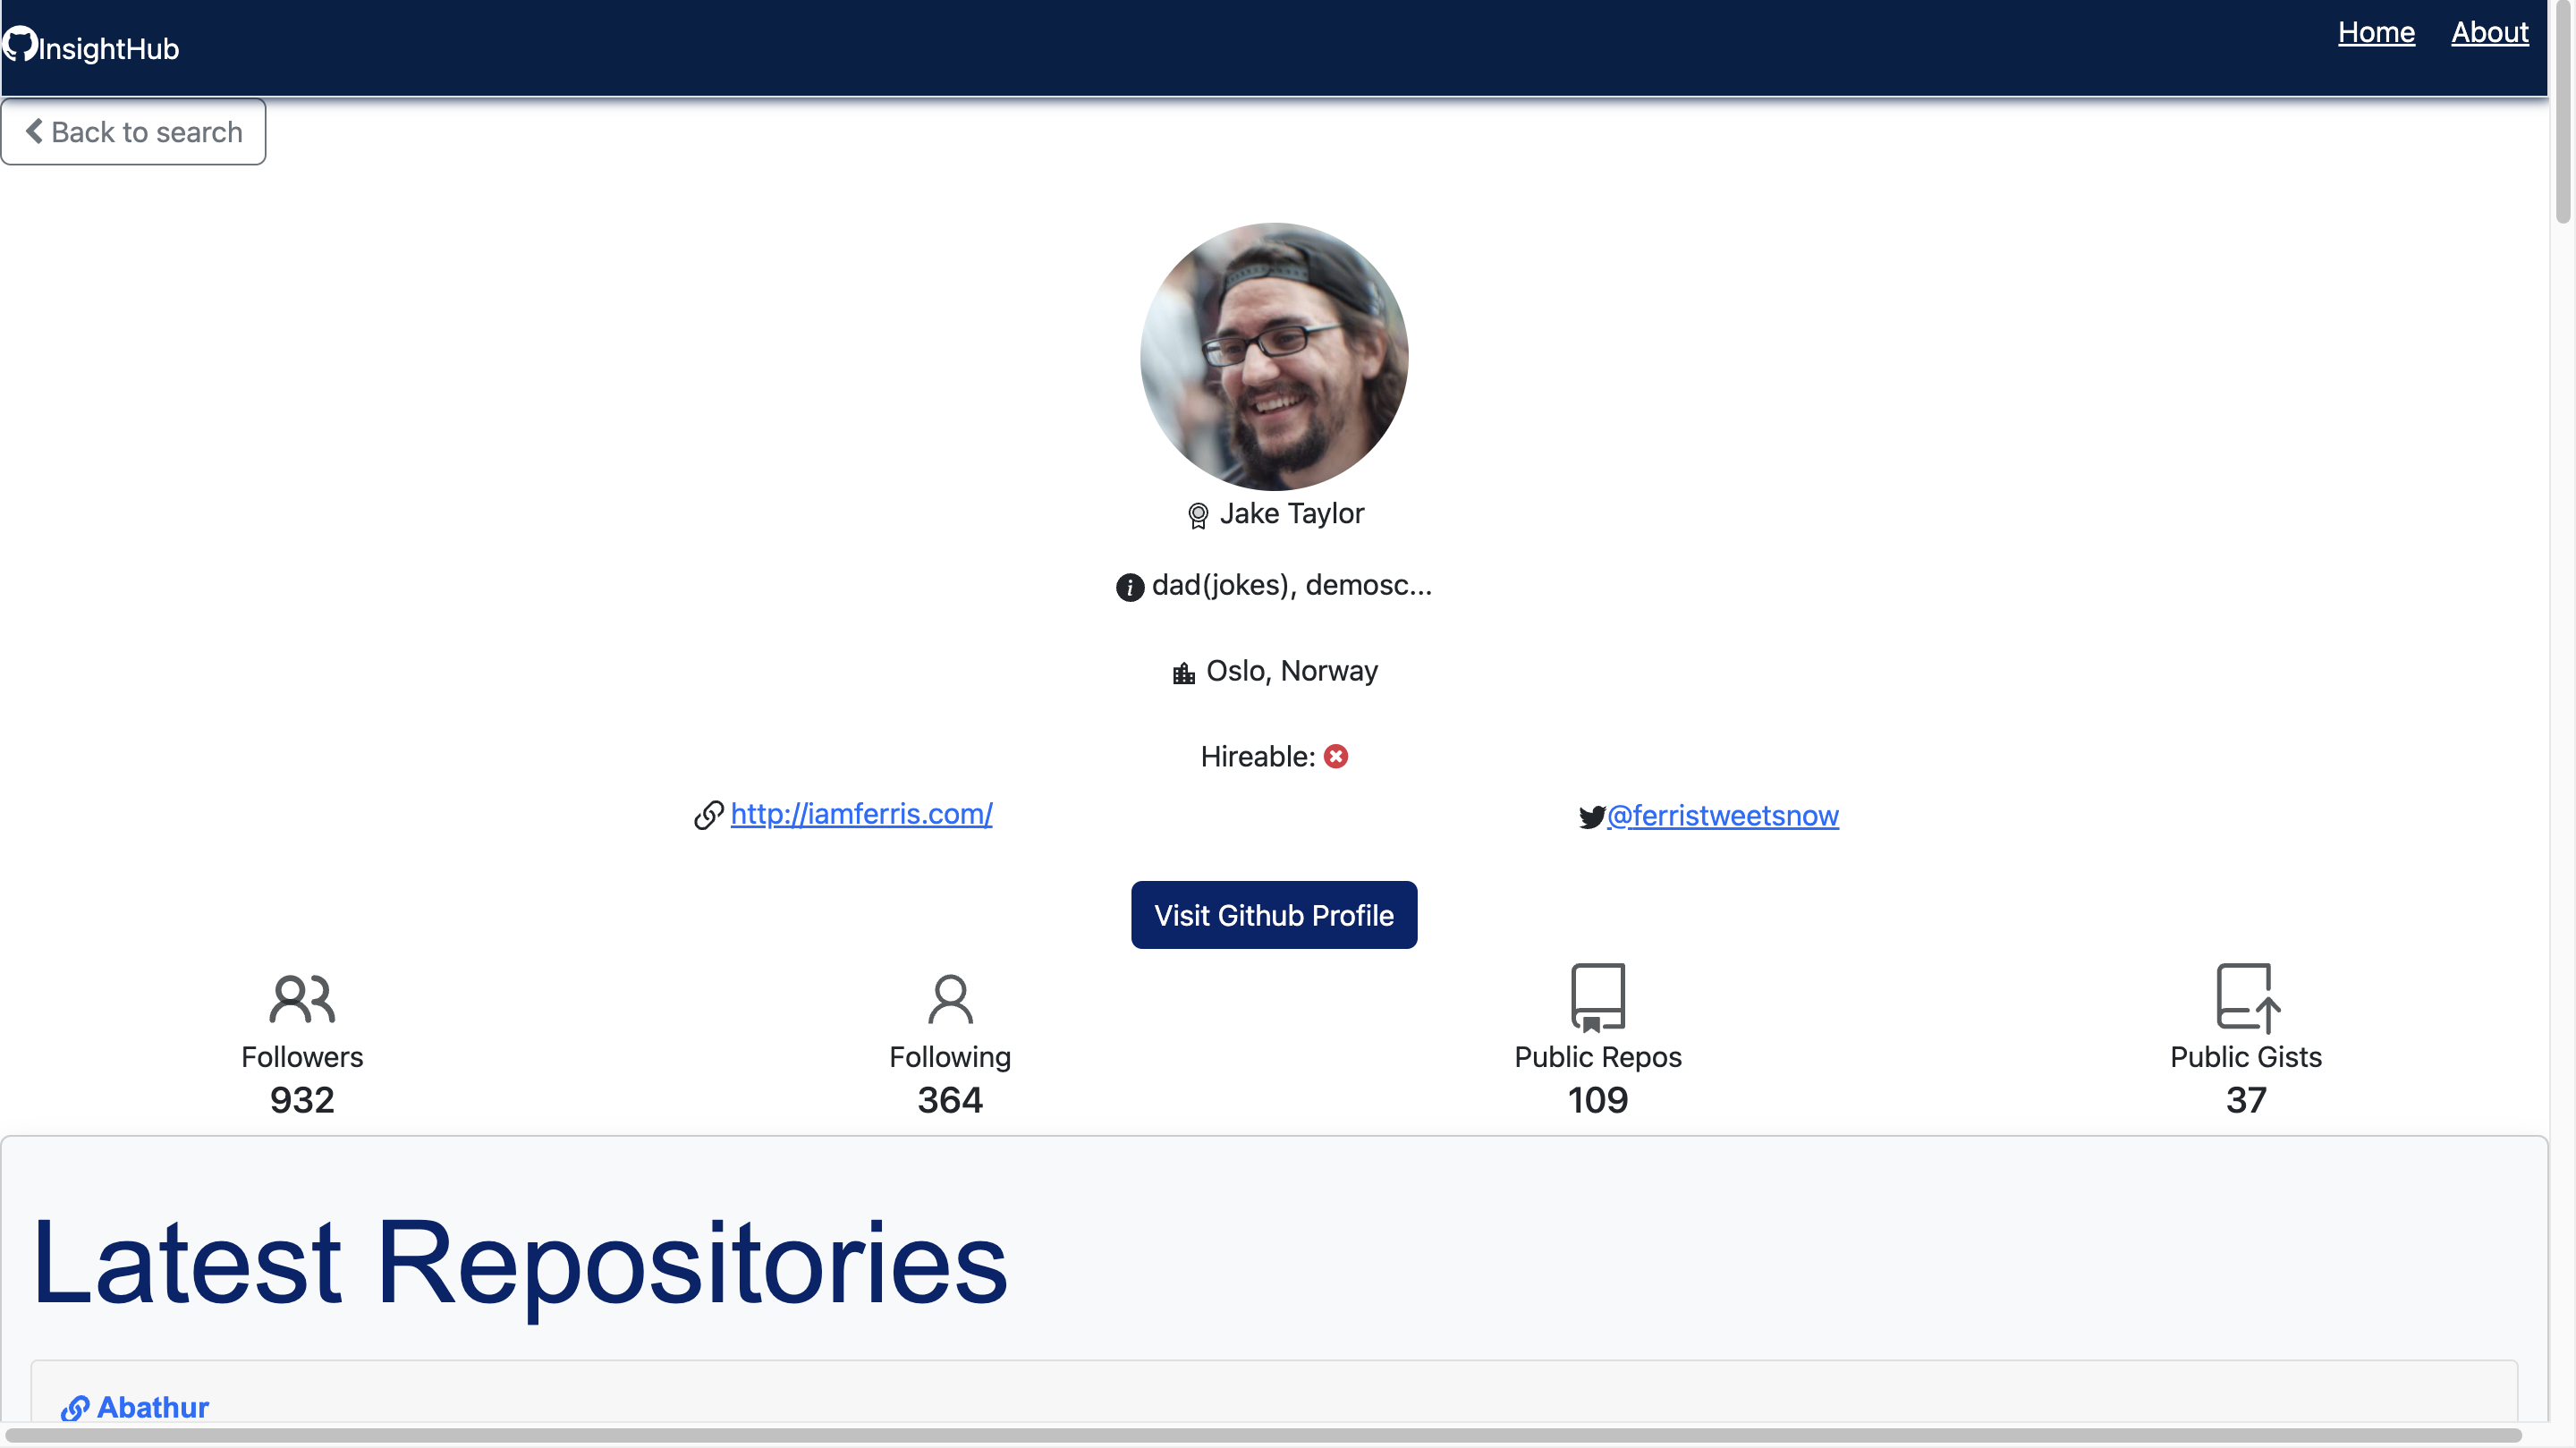 InsightHub
Home About
Back to search
Jake Taylor
dad(jokes), demosc...
Oslo, Norway
Hireable:
http://iamferris.com/
@ferristweetsnow
Visit Github Profile
Followers
932
Following
364
Public Repos
109
Public Gists
37
Latest Repositories
Abathur